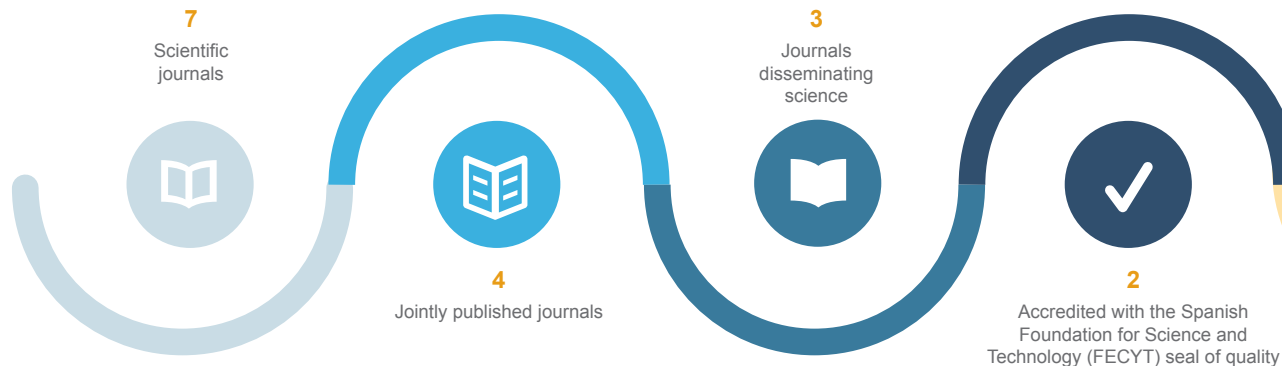 7
Scientific
journals
4
Jointly published journals
3
Journals
disseminating
science
2
Accredited with the Spanish
Foundation for Science and
Technology (FECYT) seal of quality